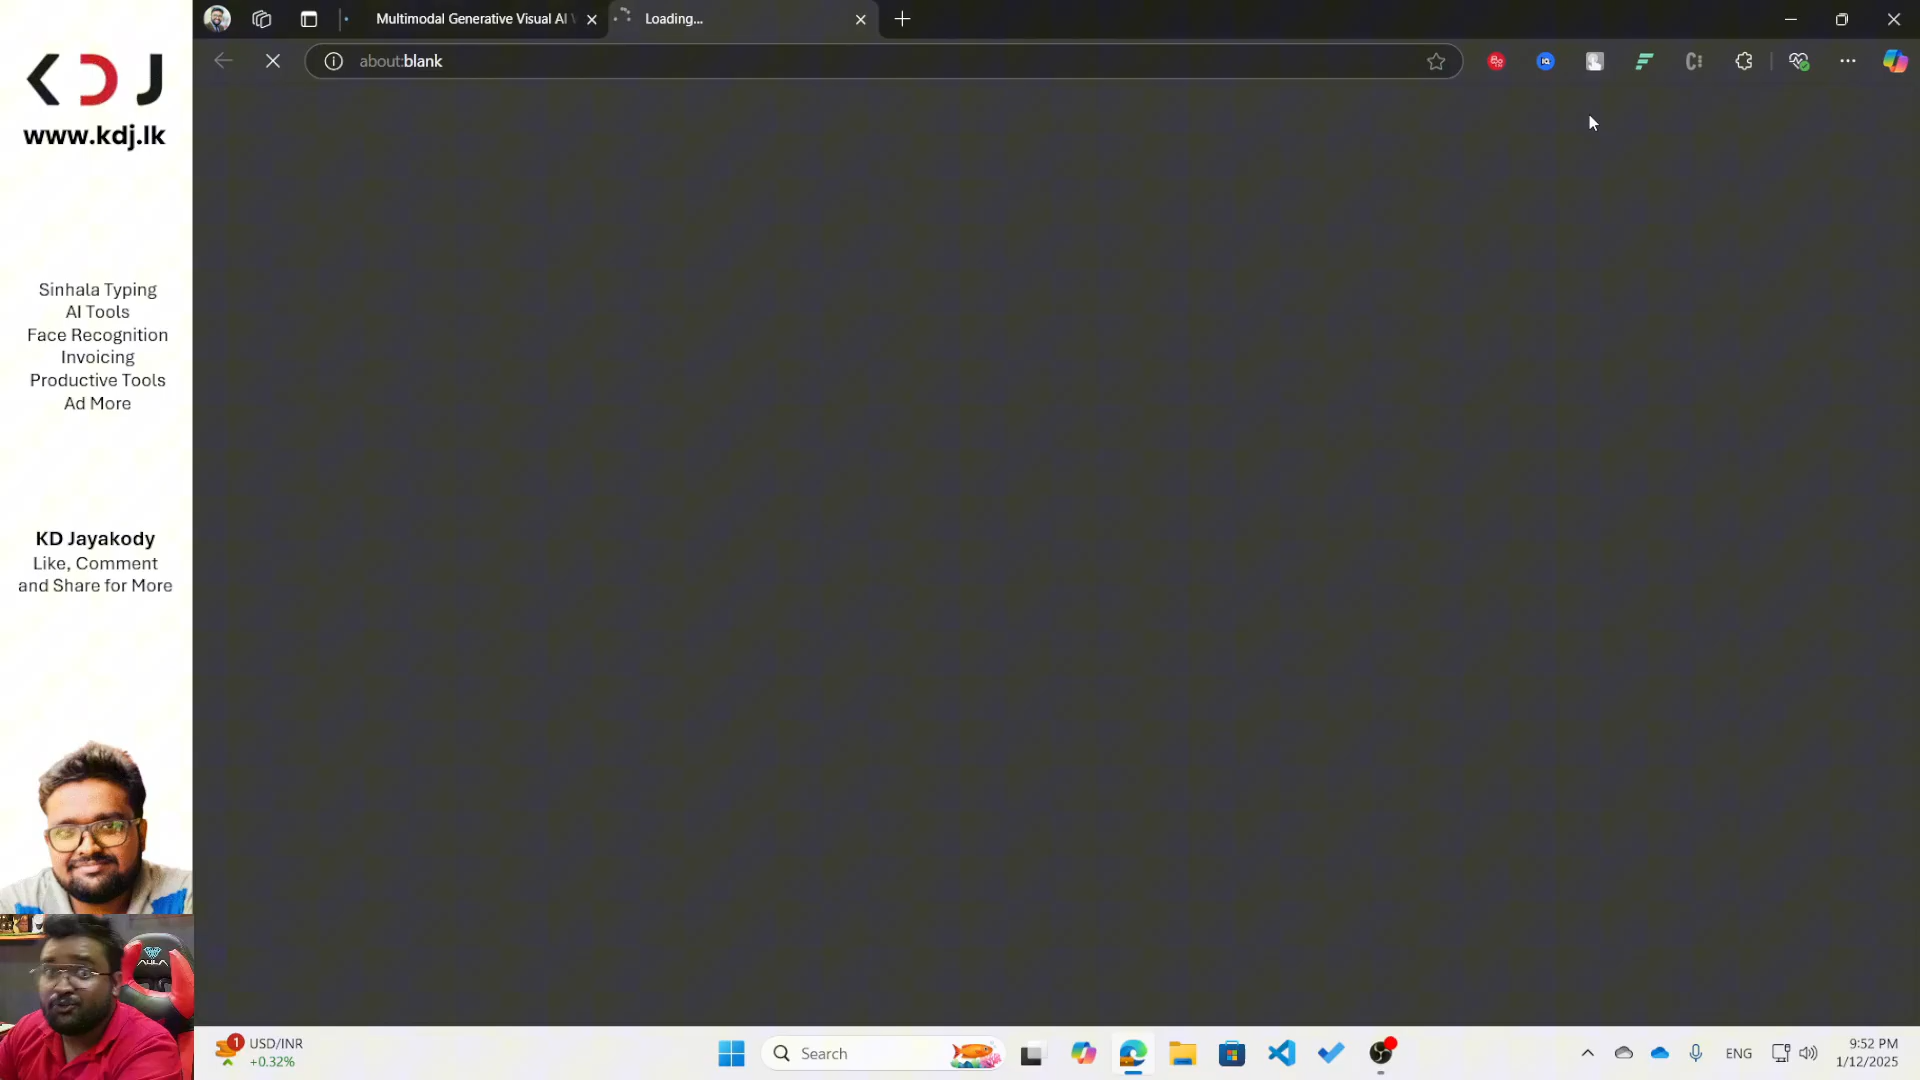 Multimodal Generative Visual AI
Loading...
about:blank
KDJ
www.kdj.lk
Sinhala Typing
AI Tools
Face Recognition
Invoicing
Productive Tools
Ad More
KD Jayakody
Like, Comment
and Share for More
AULA
1
USD/INR
+0.32%
Search
ENG
9:52 PM
1/12/2025